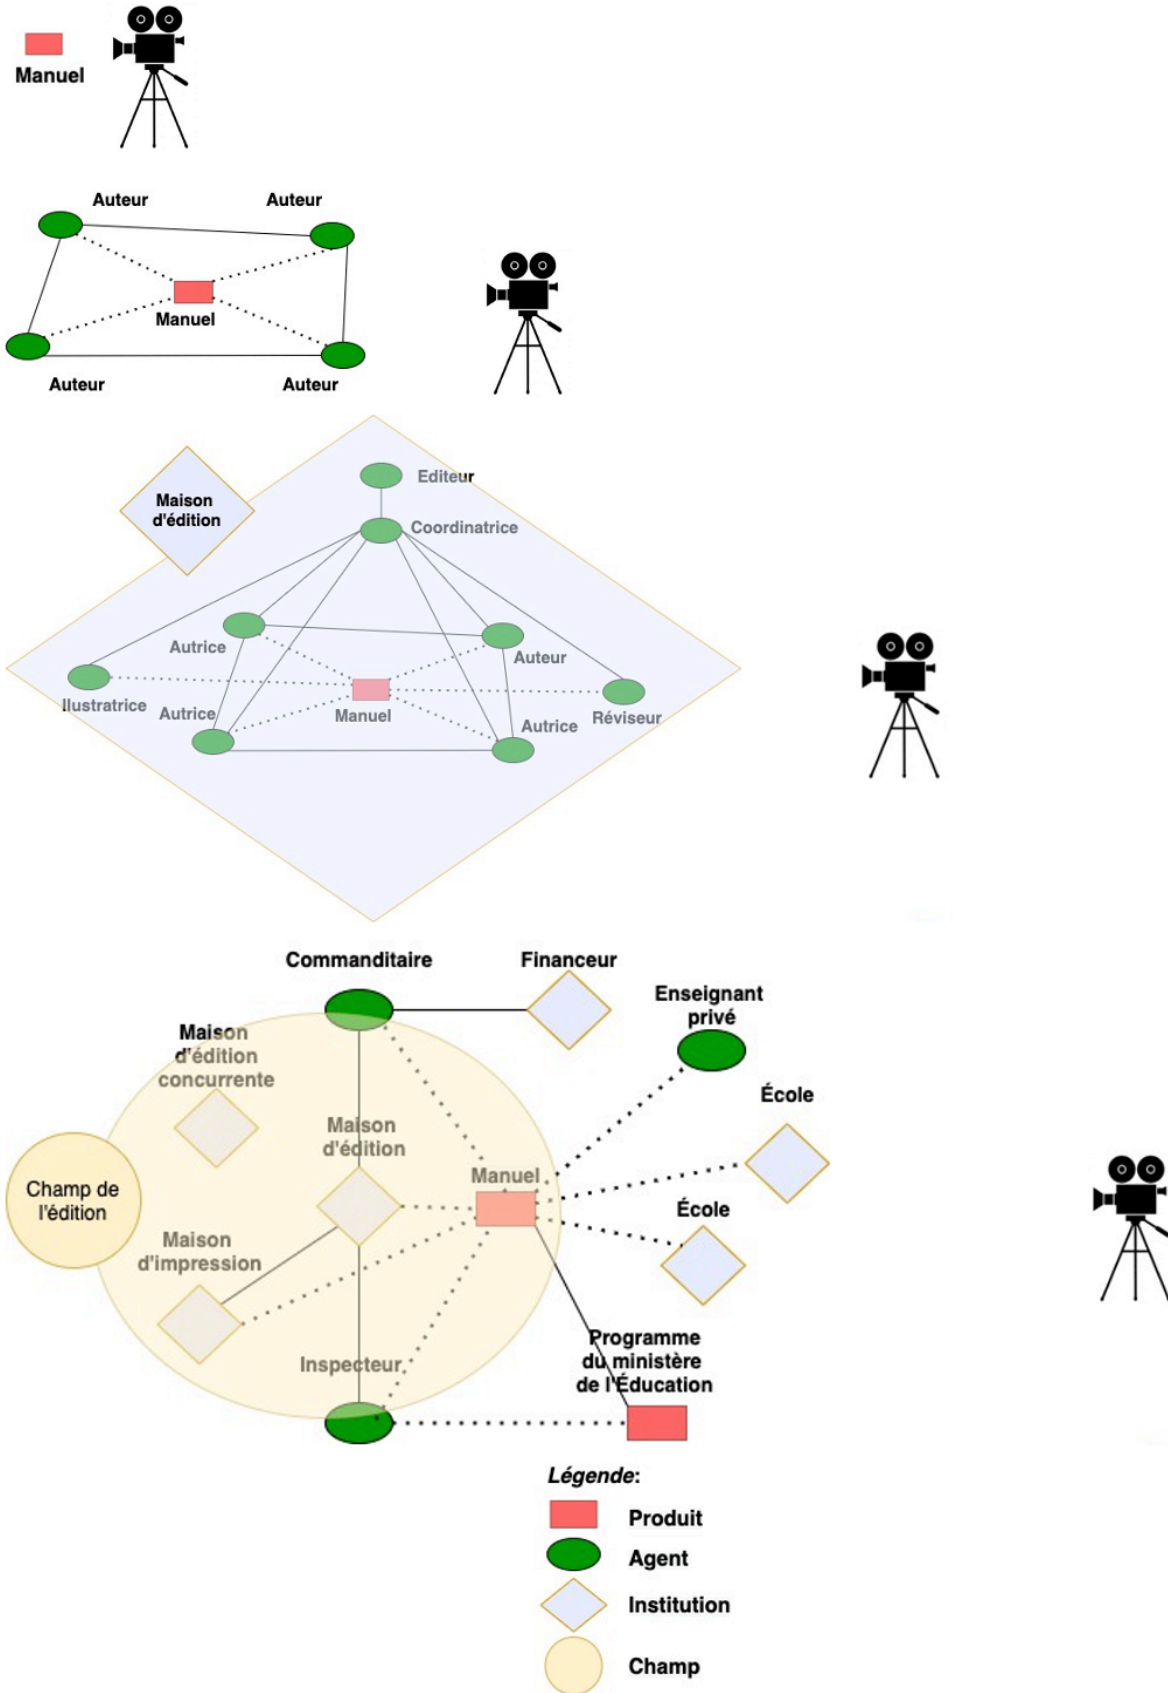 Manuel
Auteur
Auteur
Manuel
Auteur
Auteur
Maison
d'édition
Editeur
Coordinatrice
Autrice
Auteur
llustratrice
Autrice
Manuel
Autrice
Réviseur
Commanditaire
Financeur
Enseignant
privé
Maison
d'édition
concurrente
École
Maison
d'édition
Manuel
Champ de
l'édition
École
Maison
d'impression
Programme
du ministère
de l'Éducation
Inspecteur
Légende:
Produit
Agent
Institution
Champ